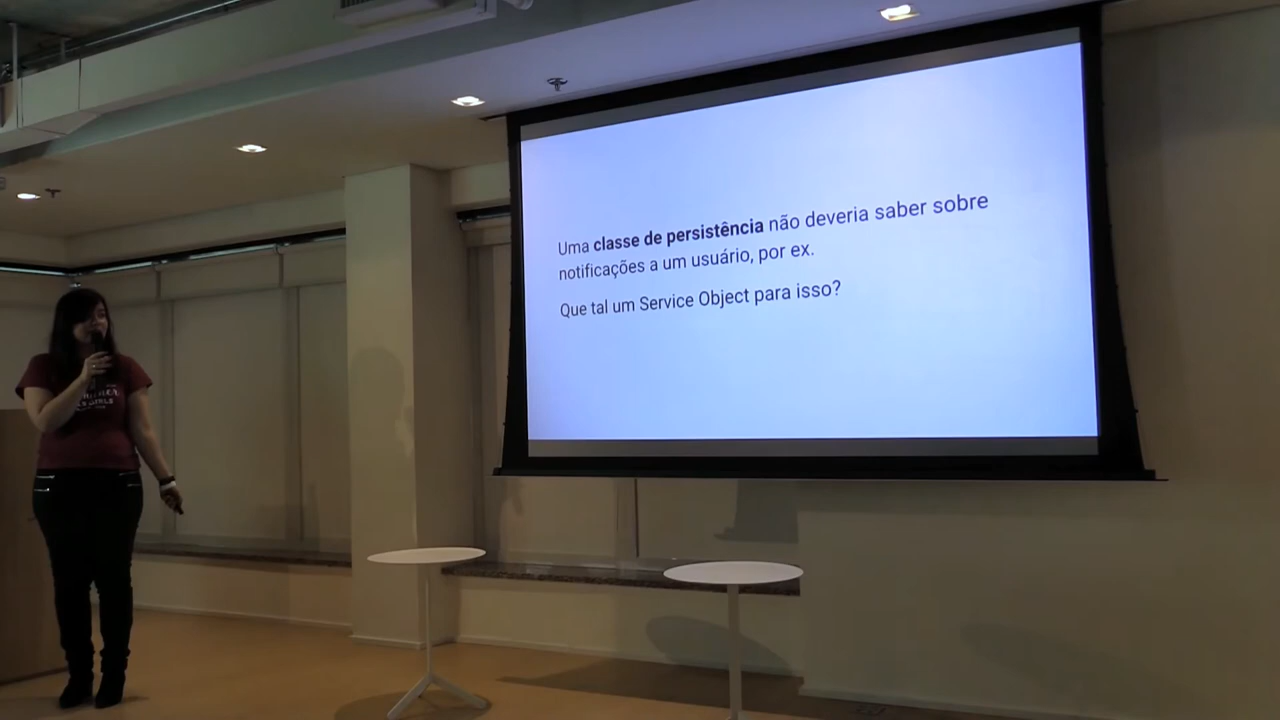 Uma classe de persistência não deveria saber sobre
notificações a um usuário, por ex.
Que tal um Service Object para isso?